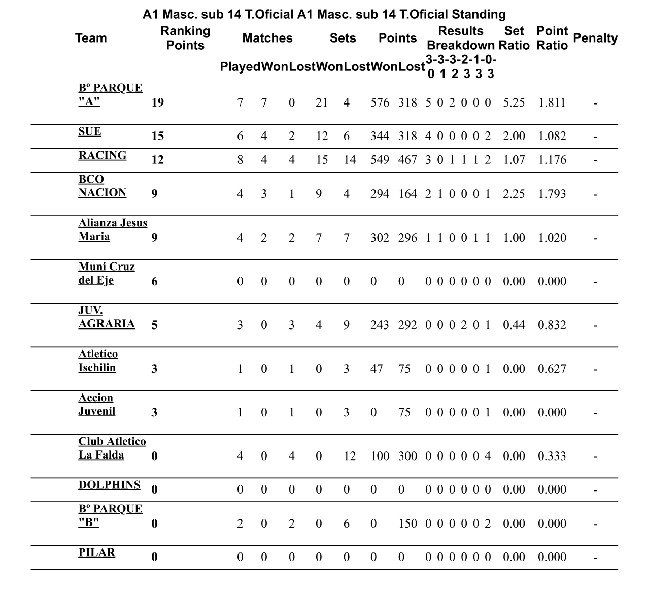 A1 Masc. sub 14 T.Oficial A1 Masc. sub 14 T.Oficial Standing
Team Ranking Points Matches Sets Points Results Breakdown Set Ratio Point Ratio Penalty
Played Won Lost Won Lost Won Lost 3-0 3-1 3-2 2-3 1-3 0-3
Bº PARQUE "A" 19 7 7 0 21 4 576 318 5 0 2 0 0 0 5.25 1.811 -
SUE 15 6 4 2 12 6 344 318 4 0 0 0 0 2 2.00 1.082 -
RACING 12 8 4 4 15 14 549 467 3 0 1 1 1 2 1.07 1.176 -
BCO NACION 9 4 3 1 9 4 294 164 2 1 0 0 0 1 2.25 1.793 -
Alianza Jesus Maria 9 4 2 2 7 7 302 296 1 1 0 0 1 1 1.00 1.020 -
Muni Cruz del Eje 6 0 0 0 0 0 0 0 0 0 0 0 0 0 0.00 0.000 -
JUV. AGRARIA 5 3 0 3 4 9 243 292 0 0 0 2 0 1 0.44 0.832 -
Atletico Ischilin 3 1 0 1 0 3 47 75 0 0 0 0 0 1 0.00 0.627 -
Accion Juvenil 3 1 0 1 0 3 0 75 0 0 0 0 0 1 0.00 0.000 -
Club Atletico La Falda 0 4 0 4 0 12 100 300 0 0 0 0 0 4 0.00 0.333 -
DOLPHINS 0 0 0 0 0 0 0 0 0 0 0 0 0 0 0.00 0.000 -
Bº PARQUE "B" 0 2 0 2 0 6 0 150 0 0 0 0 0 2 0.00 0.000 -
PILAR 0 0 0 0 0 0 0 0 0 0 0 0 0 0 0.00 0.000 -